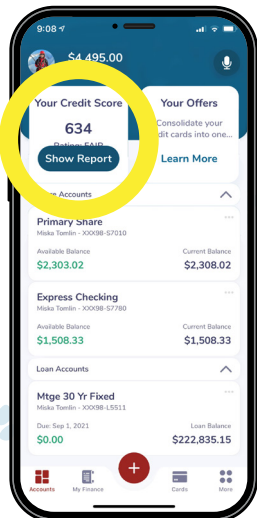 9:08
$4,495.00
Your Credit Score
634
Rating: FAIR
Show Report
Your Offers
Consolidate your
dit cards into one...
Learn More
Accounts
Primary Share
Miska Tomlin - XXX98-S7010
Available Balance
Current Balance
$2,303.02
$2,308.02
Express Checking
Miska Tomlin - XXX98-S7780
Available Balance
Current Balance
$1,508.33
$1,508.33
Loan Accounts
Mtge 30 Yr Fixed
Miska Tomlin - XXX98-L5511
Due: Sep 1, 2021
Loan Balance
$0.00
$222,835.15
+
Accounts
My Finance
Cards
More